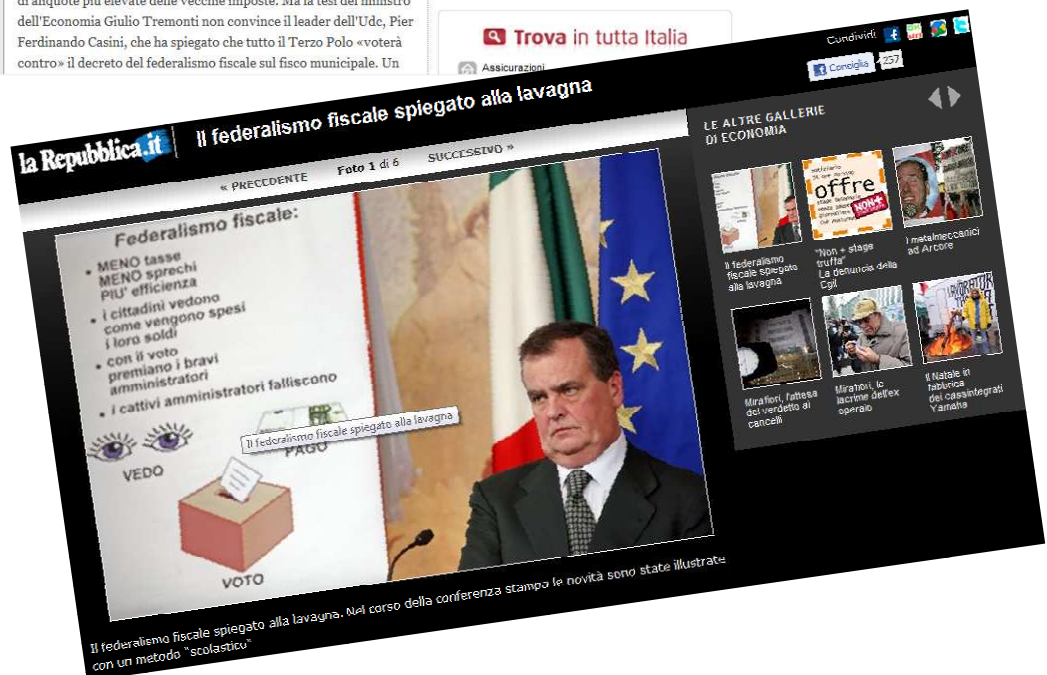 di aliquote più elevate delle vecchie imposte. Ma la tesi del ministro
dell'Economia Giulio Tremonti non convince il leader dell'Udc, Pier
Ferdinando Casini, che ha spiegato che tutto il Terzo Polo «voterà
contro» il decreto del federalismo fiscale sul fisco municipale. Un
Trova in tutta Italia
Assicurazioni
Condividi
Consiglia
237
la Repubblica.it
Il federalismo fiscale spiegato alla lavagna
« PRECEDENTE
Foto 1 di 6
SUCCESSIVO »
Federalismo fiscale:
• MENO tasse
MENO sprechi
PIU' efficienza
• i cittadini vedono
come vengono spesi
i loro soldi
• con il voto
premiano i bravi
amministratori
• i cattivi amministratori falliscono
Il federalismo fiscale spiegato alla lavagna
VEDO
PAGO
VOTO
Il federalismo fiscale spiegato alla lavagna. Nel corso della conferenza stampa le novità sono state illustrate
con un metodo "scolastico"
LE ALTRE GALLERIE
DI ECONOMIA
offre
NON+
Il federalismo
fiscale spiegato
alla lavagna
"Non + stage
truffa"
La denuncia della
Cgil
I metalmeccanici
ad Arcore
Mirafiori, l'attesa
del verdetto ai
cancelli
Mirafiori, le
lacrime dell'ex
operaio
Il Natale in
fabbrica
dei cassintegrati
Yamaha